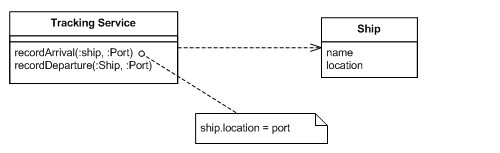 Tracking Service
recordArrival(:ship, :Port)
recordDeparture(:Ship, :Port)
Ship
name
location
ship.location = port